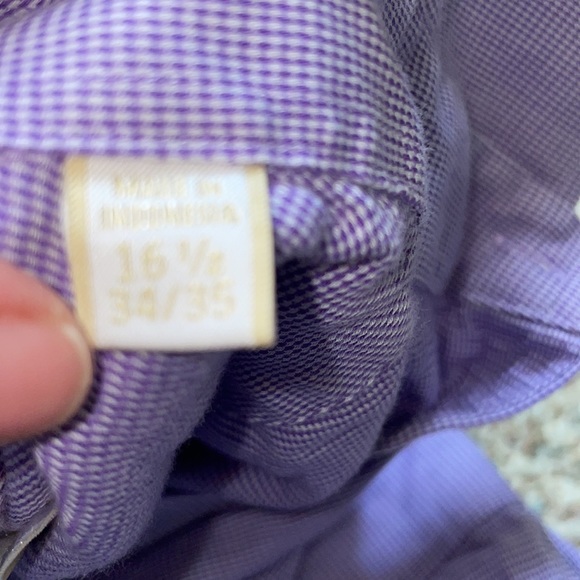 MADE IN
INDONESIA
16 1/2
34/35